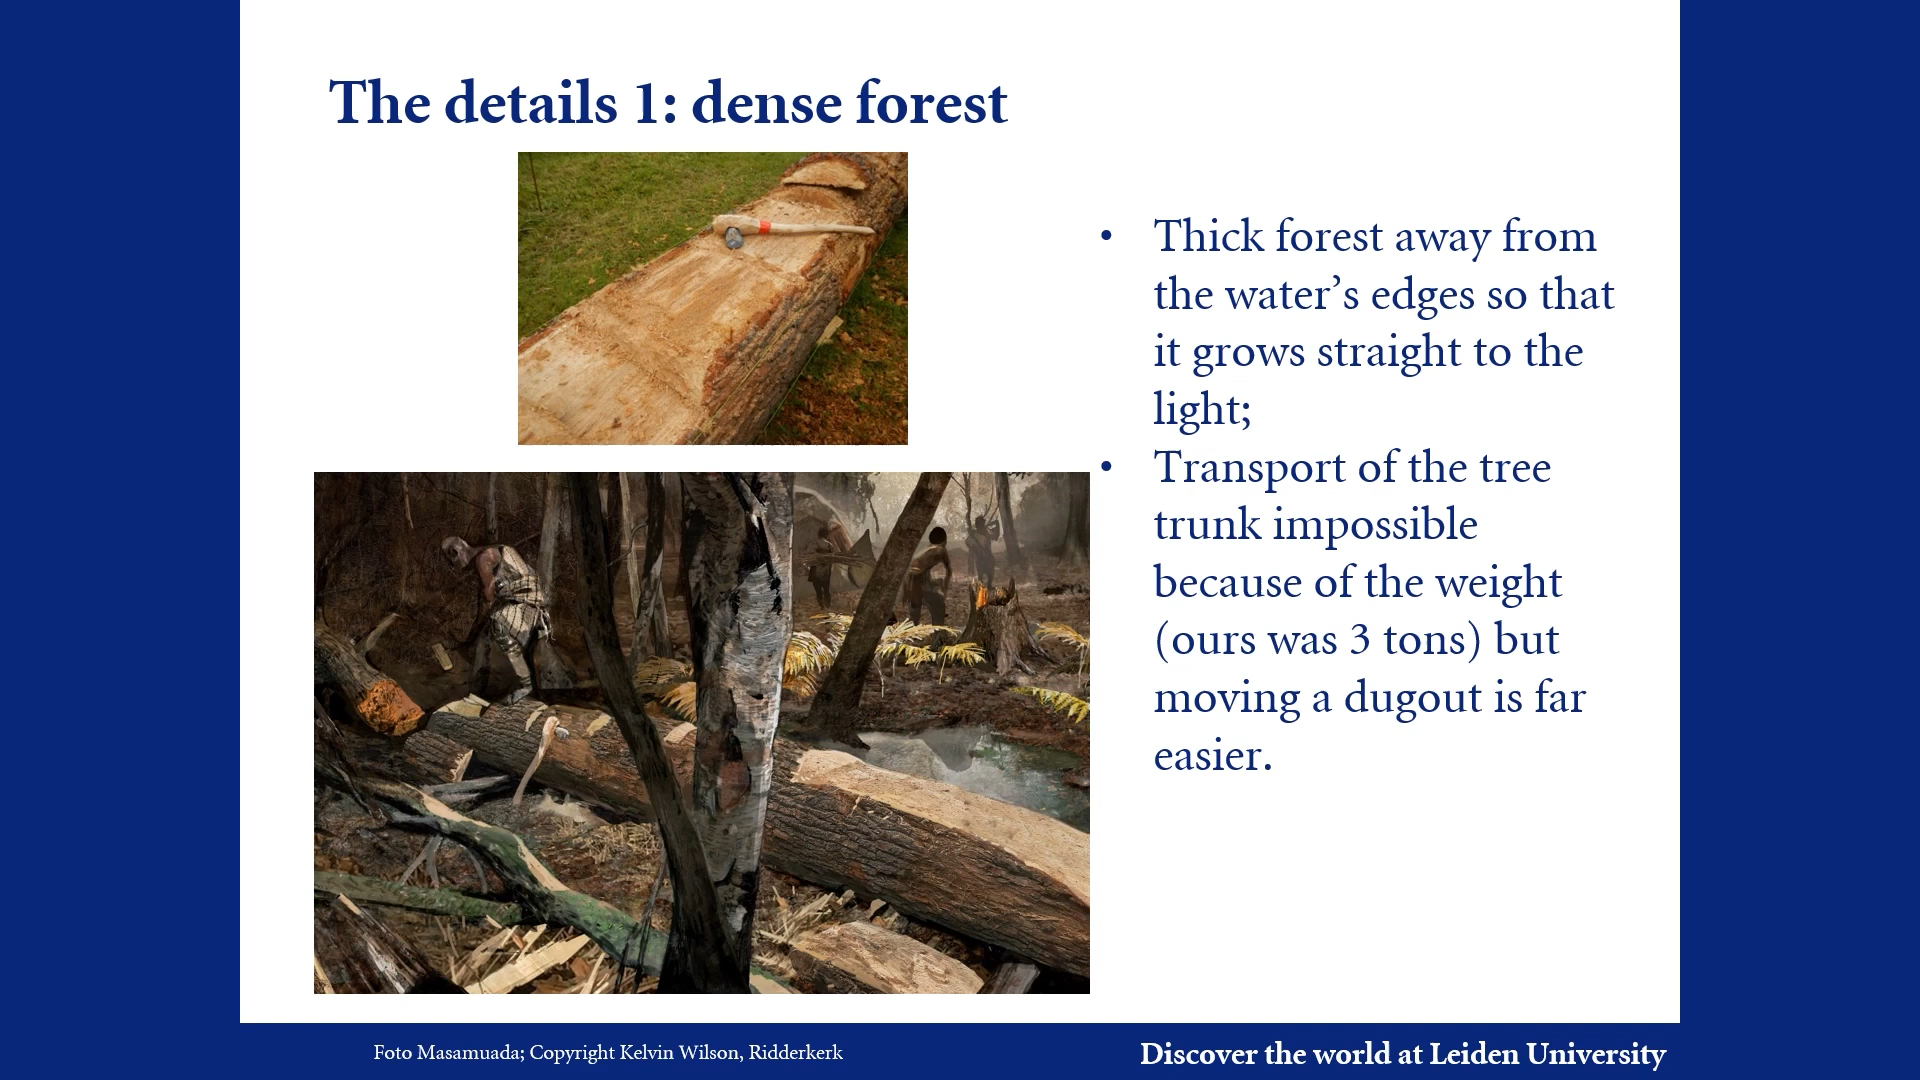 The details 1: dense forest
• Thick forest away from
the water’s edges so that
it grows straight to the
light;
• Transport of the tree
trunk impossible
because of the weight
(ours was 3 tons) but
moving a dugout is far
easier.
Foto Masamuada; Copyright Kelvin Wilson, Ridderkerk
Discover the world at Leiden University